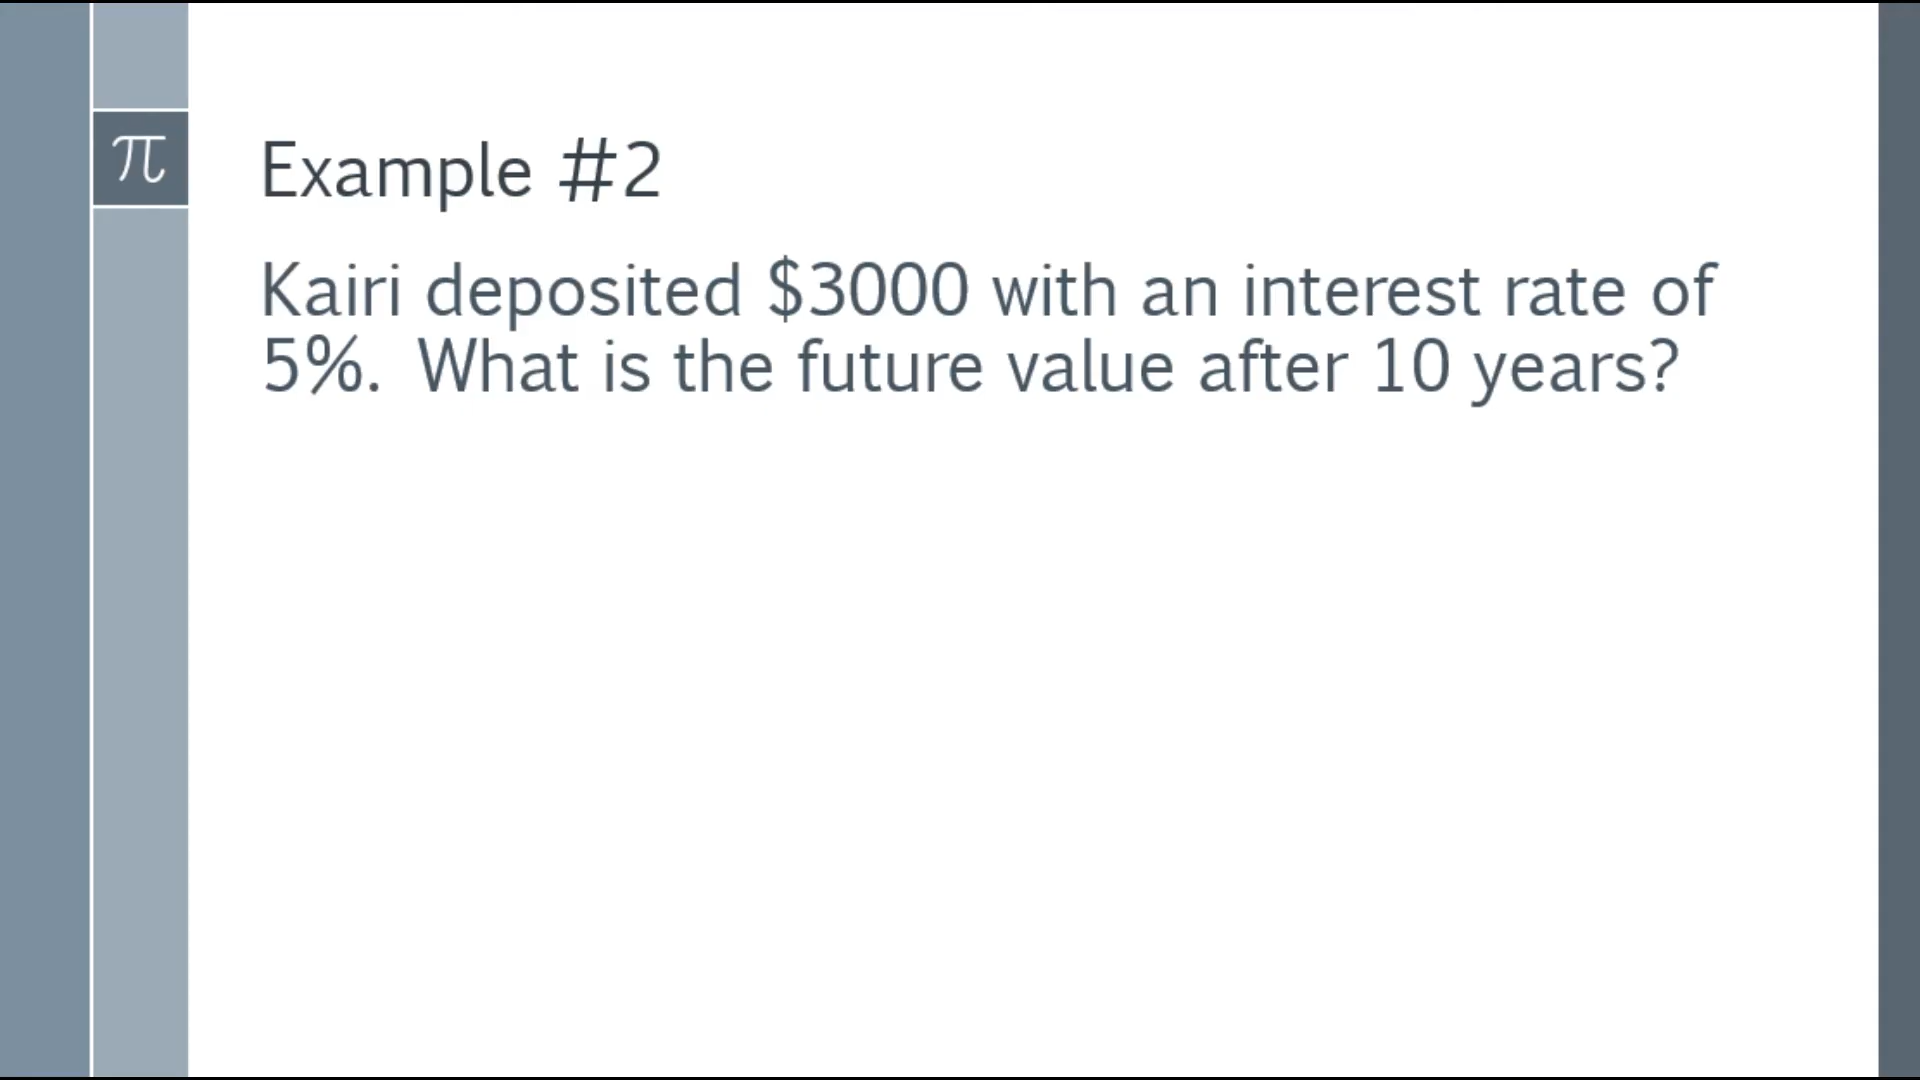 π
Example #2
Kairi deposited $3000 with an interest rate of
5%. What is the future value after 10 years?